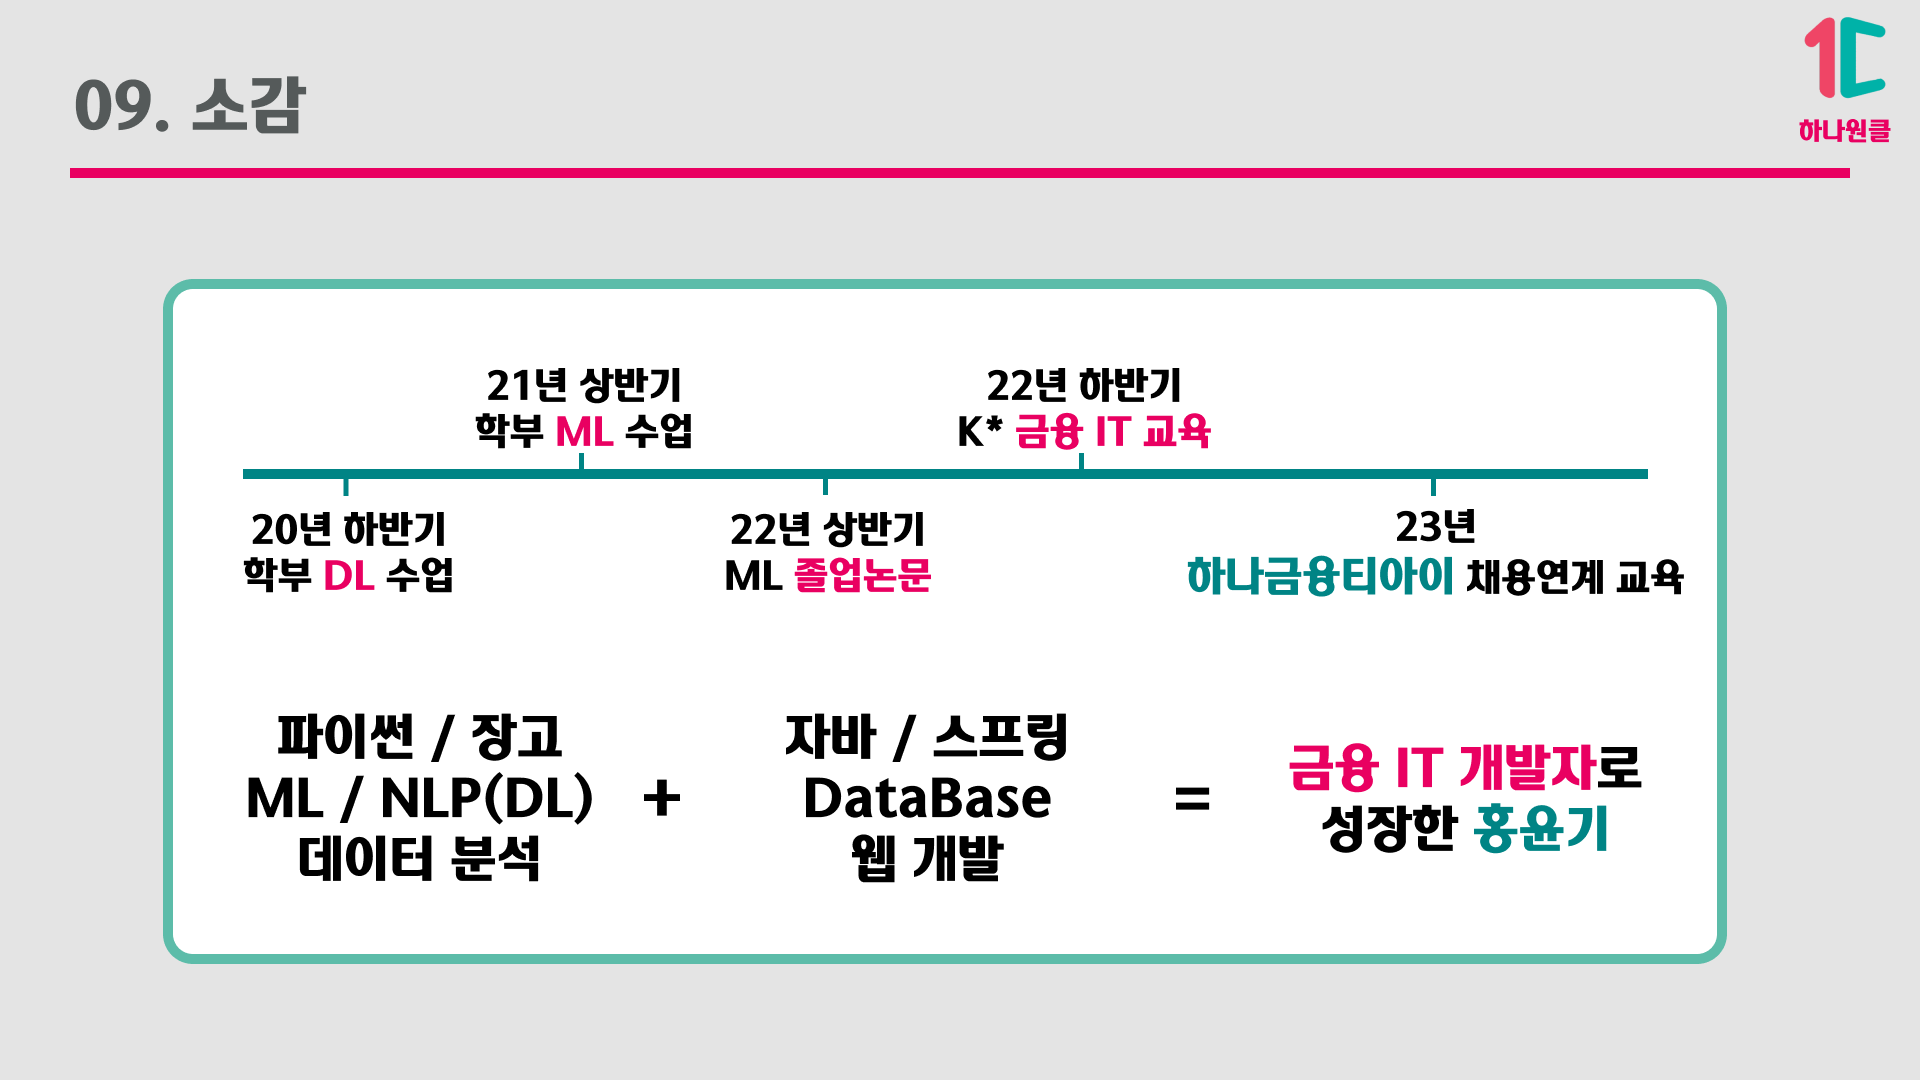 09. 소감
하나원클
21년 상반기
학부 ML 수업
22년 하반기
K* 금융 IT 교육
20년 하반기
학부 DL 수업
22년 상반기
ML 졸업논문
23년
하나금융티아이 채용연계 교육
파이썬 / 장고
ML / NLP(DL)
데이터 분석
+
자바 / 스프링
DataBase
웹 개발
=
금융 IT 개발자로
성장한 홍윤기